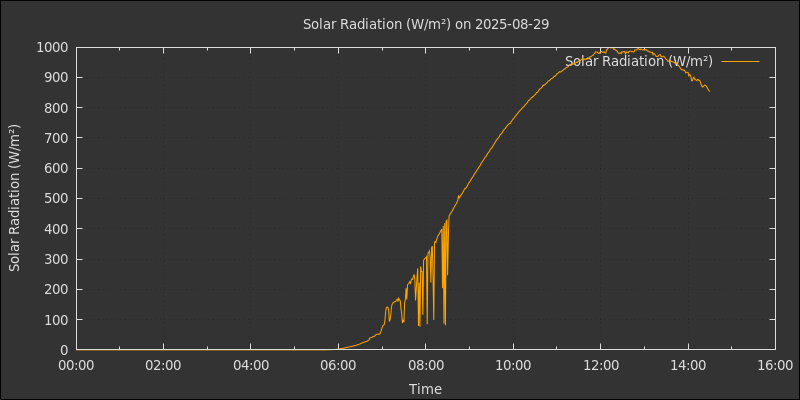 Solar Radiation (W/m²) on 2025-08-29
Solar Radiation (W/m²)
1000
900
800
700
600
500
400
300
200
100
0
Solar Radiation (W/m²)
00:00 02:00 04:00 06:00 08:00 10:00 12:00 14:00 16:00
Time